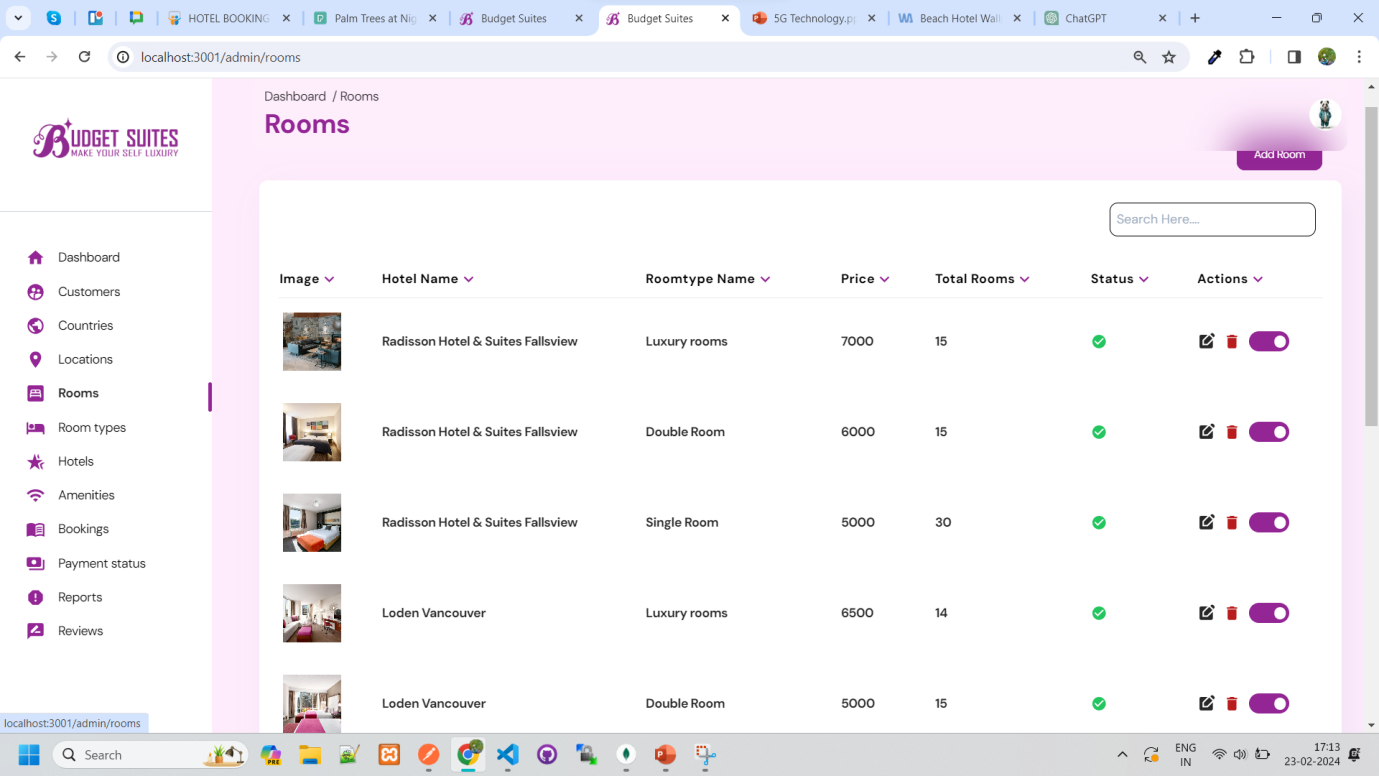 HOTEL BOOKING
Palm Trees at Nig
Budget Suites
Budget Suites
5G Technology.pp
Beach Hotel Wall
ChatGPT
localhost:3001/admin/rooms
BUDGET SUITES
MAKE YOUR SELF LUXURY
Dashboard
Customers
Countries
Locations
Rooms
Room types
Hotels
Amenities
Bookings
Payment status
Reports
Reviews
Dashboard / Rooms
Rooms
Add Room
Search Here....
Image Hotel Name Roomtype Name Price Total Rooms Status Actions
Radisson Hotel & Suites Fallsview Luxury rooms 7000 15
Radisson Hotel & Suites Fallsview Double Room 6000 15
Radisson Hotel & Suites Fallsview Single Room 5000 30
Loden Vancouver Luxury rooms 6500 14
Loden Vancouver Double Room 5000 15
localhost:3001/admin/rooms
Search
PRE
ENG
IN
17:13
23-02-2024